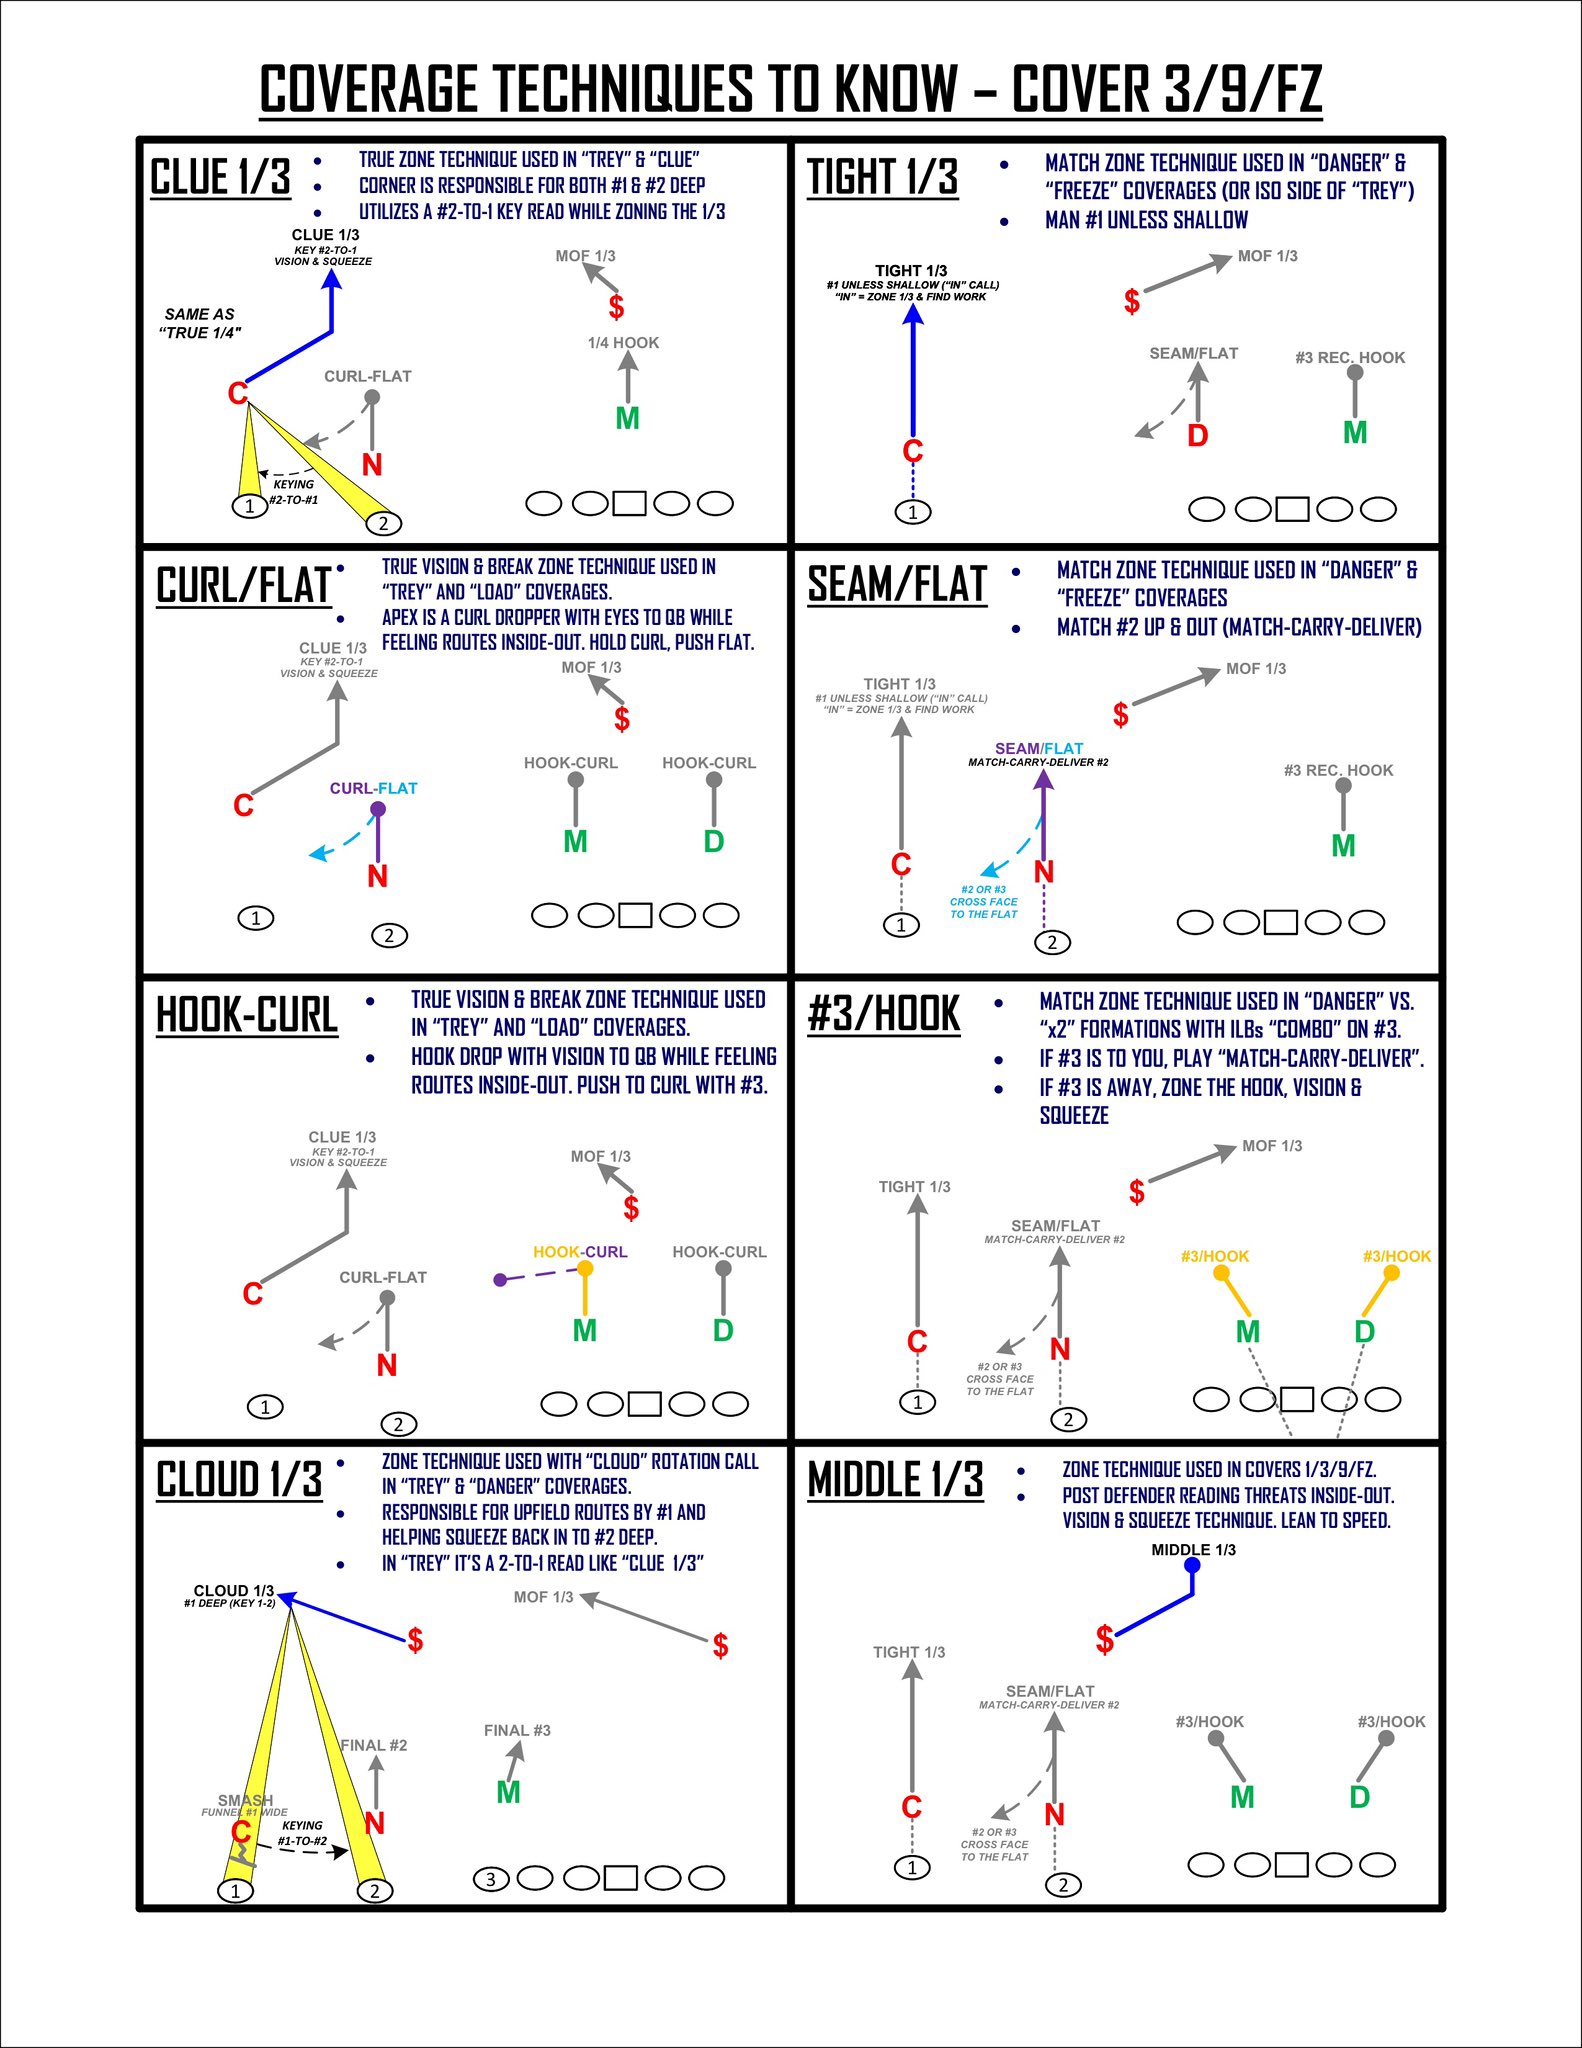 COVERAGE TECHNIQUES TO KNOW – COVER 3/9/FZ
CLUE 1/3
• TRUE ZONE TECHNIQUE USED IN “TREY” & “CLUE”
• CORNER IS RESPONSIBLE FOR BOTH #1 & #2 DEEP
• UTILIZES A #2-TO-1 KEY READ WHILE ZONING THE 1/3
CLUE 1/3
KEY #2-TO-1
VISION & SQUEEZE
SAME AS
“TRUE 1/4"
MOF 1/3
$
1/4 HOOK
CURL-FLAT
C
M
N
KEYING
#2-TO-#1
1
2
TIGHT 1/3
• MATCH ZONE TECHNIQUE USED IN “DANGER” &
“FREEZE” COVERAGES (OR ISO SIDE OF “TREY”)
• MAN #1 UNLESS SHALLOW
MOF 1/3
TIGHT 1/3
#1 UNLESS SHALLOW (“IN” CALL)
“IN” = ZONE 1/3 & FIND WORK
$
SEAM/FLAT
#3 REC. HOOK
C
D
M
1
CURL/FLAT
• TRUE VISION & BREAK ZONE TECHNIQUE USED IN
“TREY” AND “LOAD” COVERAGES.
• APEX IS A CURL DROPPER WITH EYES TO QB WHILE
FEELING ROUTES INSIDE-OUT. HOLD CURL, PUSH FLAT.
CLUE 1/3
KEY #2-TO-1
VISION & SQUEEZE
MOF 1/3
$
HOOK-CURL
HOOK-CURL
CURL-FLAT
C
M
D
N
1
2
SEAM/FLAT
• MATCH ZONE TECHNIQUE USED IN “DANGER” &
“FREEZE” COVERAGES
• MATCH #2 UP & OUT (MATCH-CARRY-DELIVER)
MOF 1/3
TIGHT 1/3
#1 UNLESS SHALLOW (“IN” CALL)
“IN” = ZONE 1/3 & FIND WORK
$
SEAM/FLAT
MATCH-CARRY-DELIVER #2
#3 REC. HOOK
M
C
N
#2 OR #3
CROSS FACE
TO THE FLAT
1
2
HOOK-CURL
• TRUE VISION & BREAK ZONE TECHNIQUE USED
IN “TREY” AND “LOAD” COVERAGES.
• HOOK DROP WITH VISION TO QB WHILE FEELING
ROUTES INSIDE-OUT. PUSH TO CURL WITH #3.
CLUE 1/3
KEY #2-TO-1
VISION & SQUEEZE
MOF 1/3
$
HOOK-CURL
HOOK-CURL
CURL-FLAT
C
M
D
N
1
2
#3/HOOK
• MATCH ZONE TECHNIQUE USED IN “DANGER” VS.
“x2” FORMATIONS WITH ILBs “COMBO” ON #3.
• IF #3 IS TO YOU, PLAY “MATCH-CARRY-DELIVER”.
• IF #3 IS AWAY, ZONE THE HOOK, VISION &
SQUEEZE
MOF 1/3
TIGHT 1/3
$
SEAM/FLAT
MATCH-CARRY-DELIVER #2
#3/HOOK
#3/HOOK
M
D
C
N
#2 OR #3
CROSS FACE
TO THE FLAT
1
2
CLOUD 1/3
• ZONE TECHNIQUE USED WITH “CLOUD” ROTATION CALL
IN “TREY” & “DANGER” COVERAGES.
• RESPONSIBLE FOR UPFIELD ROUTES BY #1 AND
HELPING SQUEEZE BACK IN TO #2 DEEP.
• IN “TREY” IT’S A 2-TO-1 READ LIKE “CLUE 1/3”
CLOUD 1/3
#1 DEEP (KEY 1-2)
MOF 1/3
$
$
FINAL #3
FINAL #2
M
SMASH
FUNNEL #1 WIDE
C
N
KEYING
#1-TO-#2
1
2
3
MIDDLE 1/3
• ZONE TECHNIQUE USED IN COVERS 1/3/9/FZ.
• POST DEFENDER READING THREATS INSIDE-OUT.
VISION & SQUEEZE TECHNIQUE. LEAN TO SPEED.
MIDDLE 1/3
$
TIGHT 1/3
SEAM/FLAT
MATCH-CARRY-DELIVER #2
#3/HOOK
#3/HOOK
M
D
C
N
#2 OR #3
CROSS FACE
TO THE FLAT
1
2